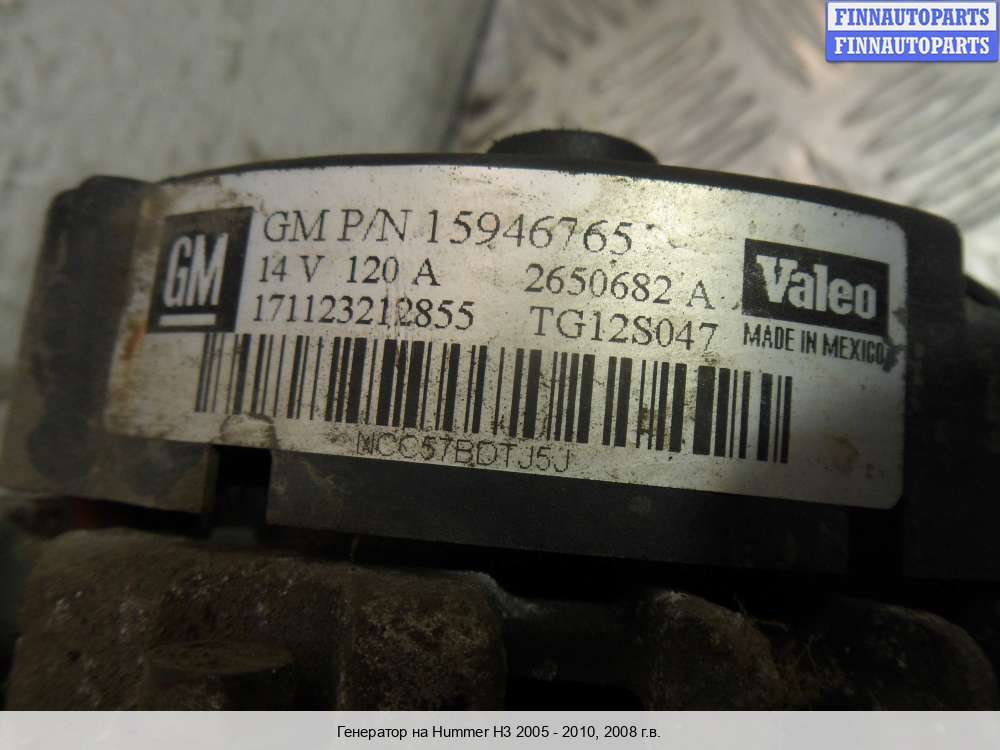 FINNAUTOPARTS
FINNAUTOPARTS
GM
GM P/N 15946765
14 V 120 A 2650682 A
171123212855 TG12S047
Valeo
MADE IN MEXICO
NCC57BDTJ5J
Генератор на Hummer H3 2005 - 2010, 2008 г.в.